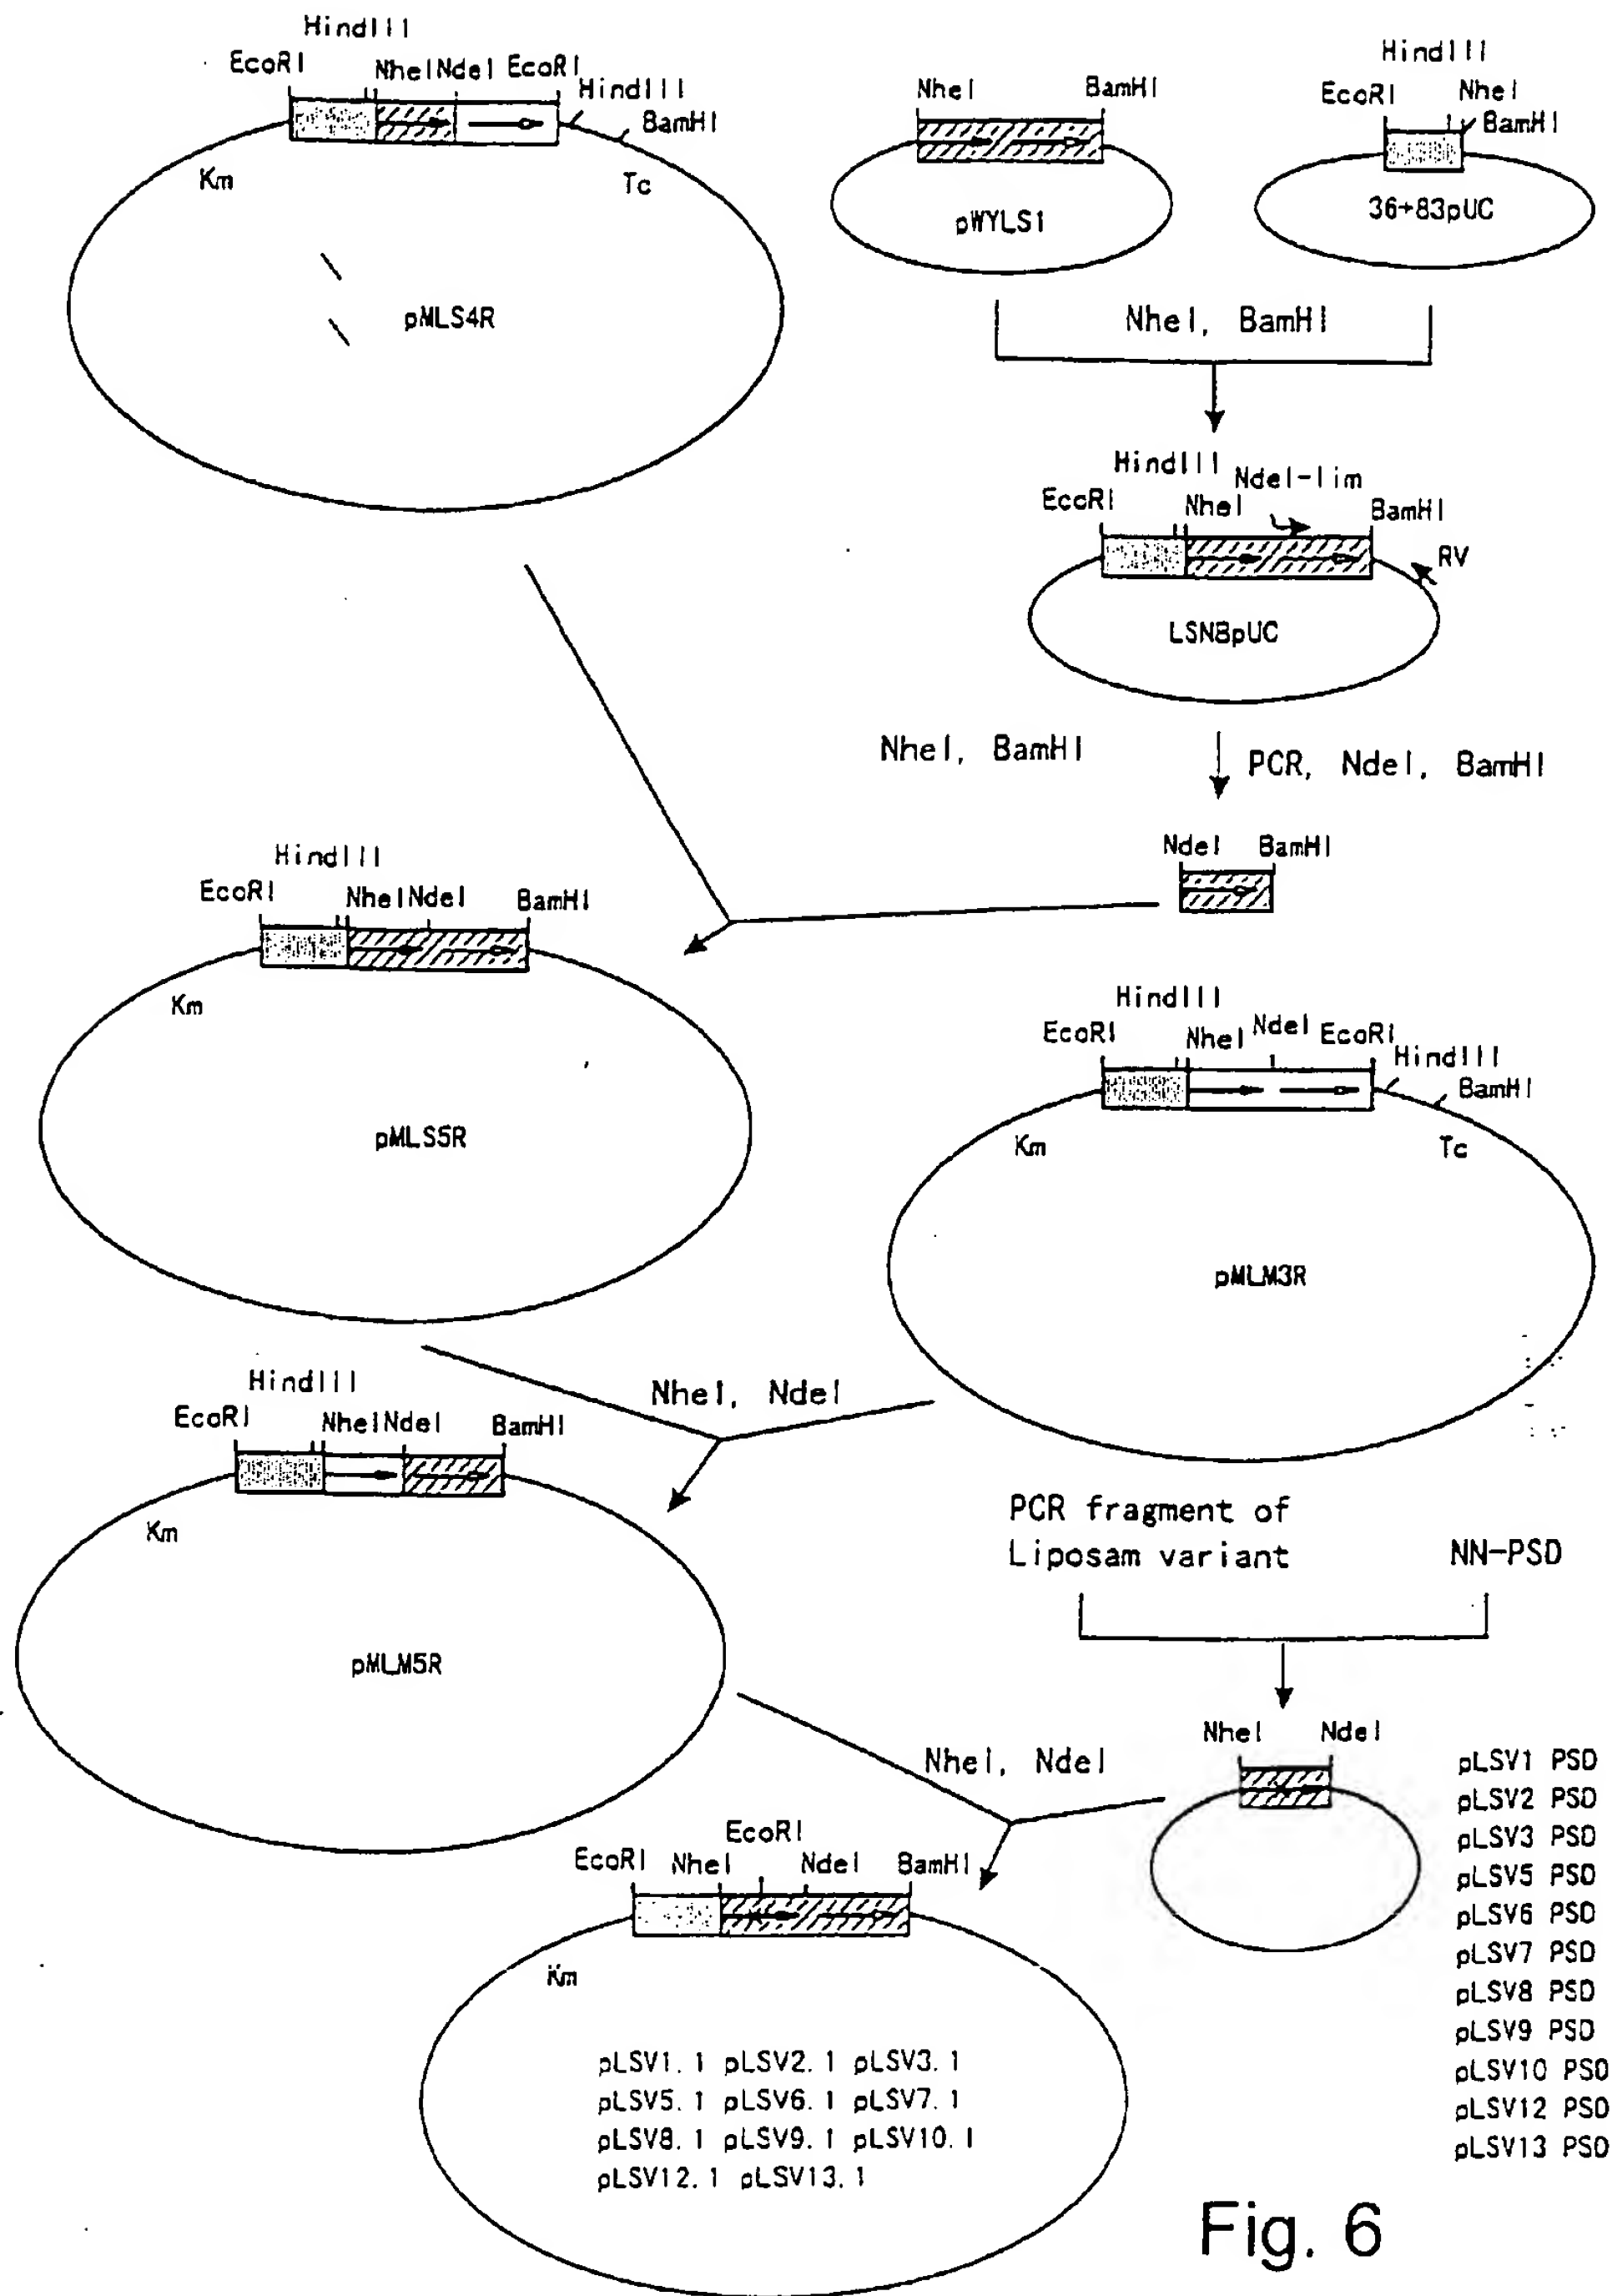 HindIII
EcoRI
NheI NdeI
EcoRI
HindIII
BamHI
Km
Tc
pMLS4R
NheI
BamHI
pWYLS1
HindIII
EcoRI
NheI
BamHI
36+83pUC
NheI, BamHI
HindIII
NdeI-lim
EcoRI
NheI
BamHI
RV
LSNBpUC
NheI, BamHI
PCR, NdeI, BamHI
NdeI
BamHI
HindIII
EcoRI
NheI NdeI
BamHI
Km
pMLS5R
HindIII
EcoRI
NheI
NdeI
EcoRI
HindIII
BamHI
Km
Tc
pMLM3R
NheI, NdeI
HindIII
EcoRI
NheI NdeI
BamHI
Km
pMLM5R
PCR fragment of
Liposam variant
NN-PSD
NheI
NdeI
NheI, NdeI
pLSV1 PSD
pLSV2 PSD
pLSV3 PSD
pLSV5 PSD
pLSV6 PSD
pLSV7 PSD
pLSV8 PSD
pLSV9 PSD
pLSV10 PSD
pLSV12 PSD
pLSV13 PSD
EcoRI
EcoRI
NheI
NdeI
BamHI
Km
pLSV1.1 pLSV2.1 pLSV3.1
pLSV5.1 pLSV6.1 pLSV7.1
pLSV8.1 pLSV9.1 pLSV10.1
pLSV12.1 pLSV13.1
Fig. 6